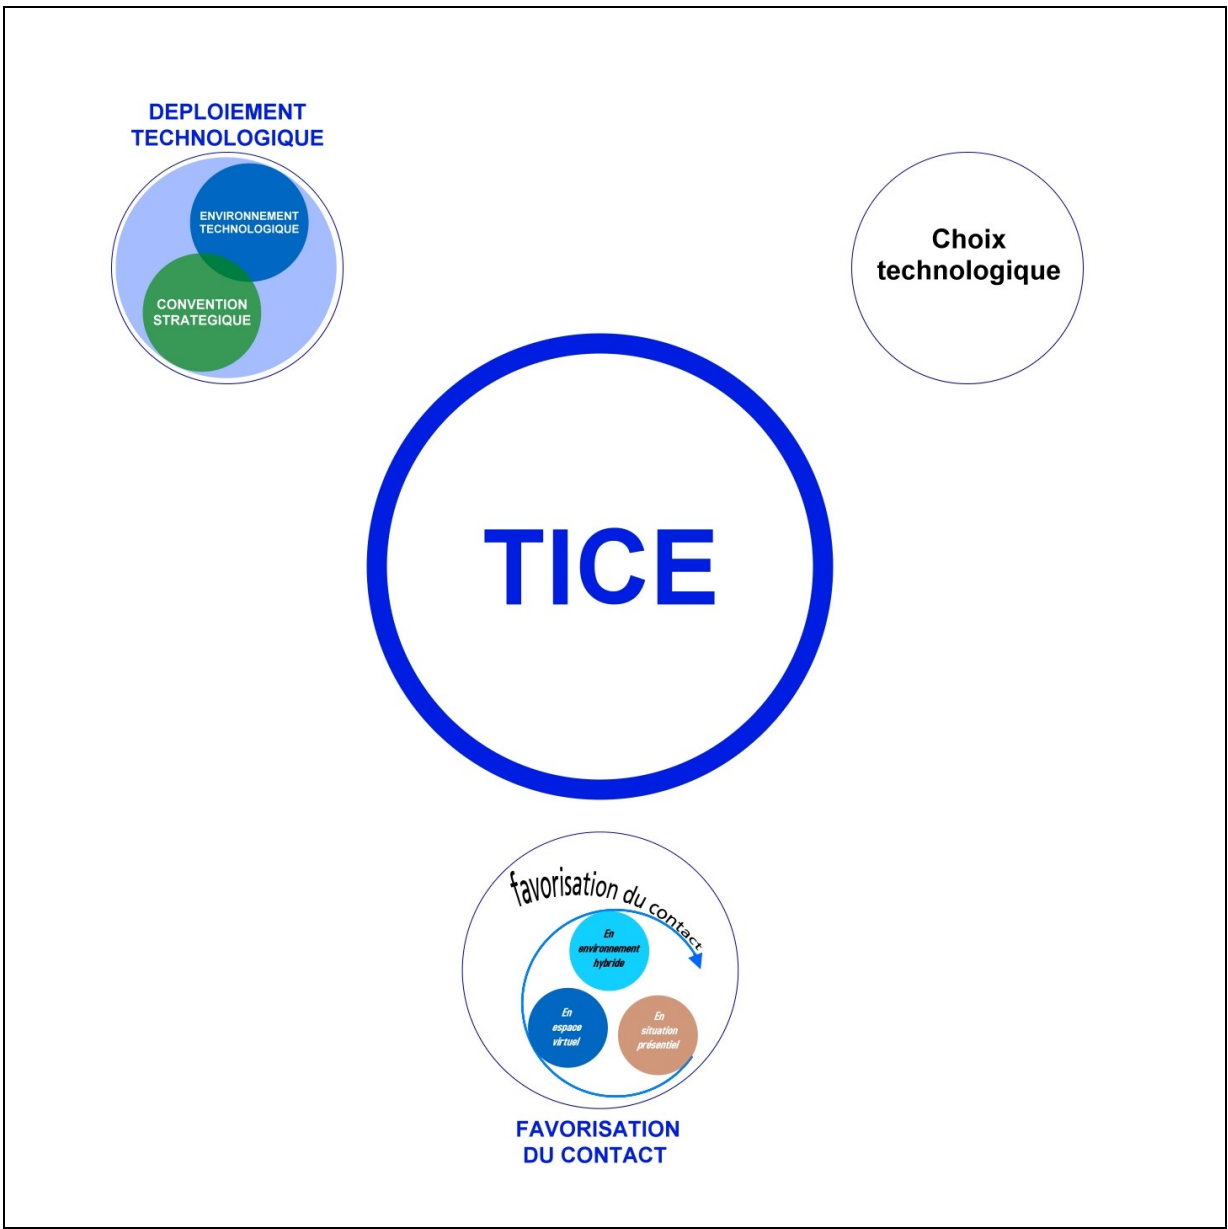 DEPLOIEMENT
TECHNOLOGIQUE
ENVIRONNEMENT
TECHNOLOGIQUE
CONVENTION
STRATEGIQUE
Choix
technologique
TICE
favorisation du contact
En
environnement
hybride
En
espace
virtuel
En
situation
présentiel
FAVORISATION
DU CONTACT